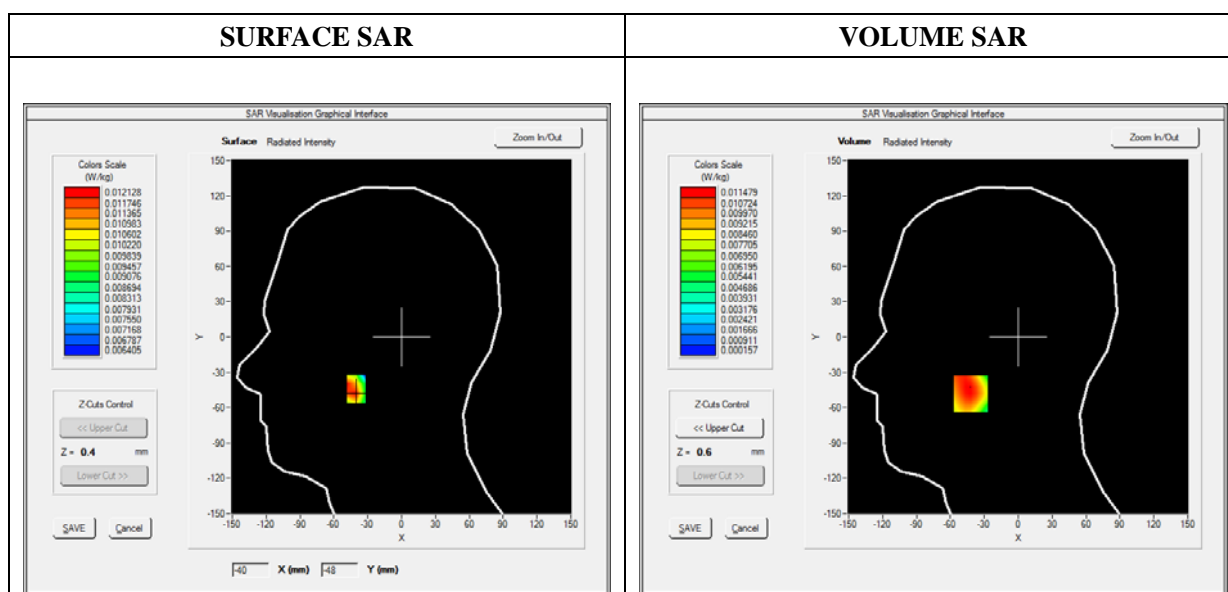 SURFACE SAR
VOLUME SAR
SAR Visualisation Graphical Interface
Surface Radiated Intensity
Zoom In/Out
Colors Scale
(W/kg)
0.012128
0.011746
0.011365
0.010983
0.010602
0.010220
0.009839
0.009457
0.009076
0.008694
0.008313
0.007931
0.007550
0.007168
0.006787
0.006405
150
120
90
60
30
0
-30
-60
-90
-120
-150
Y
-150 -120 -90 -60 -30 0 30 60 90 120 150
X
Z-Cuts Control
<< Upper Cut
Z = 0.4 mm
Lower Cut >>
SAVE Cancel
-40 X (mm) -48 Y (mm)
SAR Visualisation Graphical Interface
Volume Radiated Intensity
Zoom In/Out
Colors Scale
(W/kg)
0.011479
0.010724
0.009970
0.009215
0.008460
0.007705
0.006950
0.006195
0.005441
0.004686
0.003931
0.003176
0.002421
0.001666
0.000911
0.000157
150
120
90
60
30
0
-30
-60
-90
-120
-150
Y
-150 -120 -90 -60 -30 0 30 60 90 120 150
X
Z-Cuts Control
<< Upper Cut
Z = 0.6 mm
Lower Cut >>
SAVE Cancel